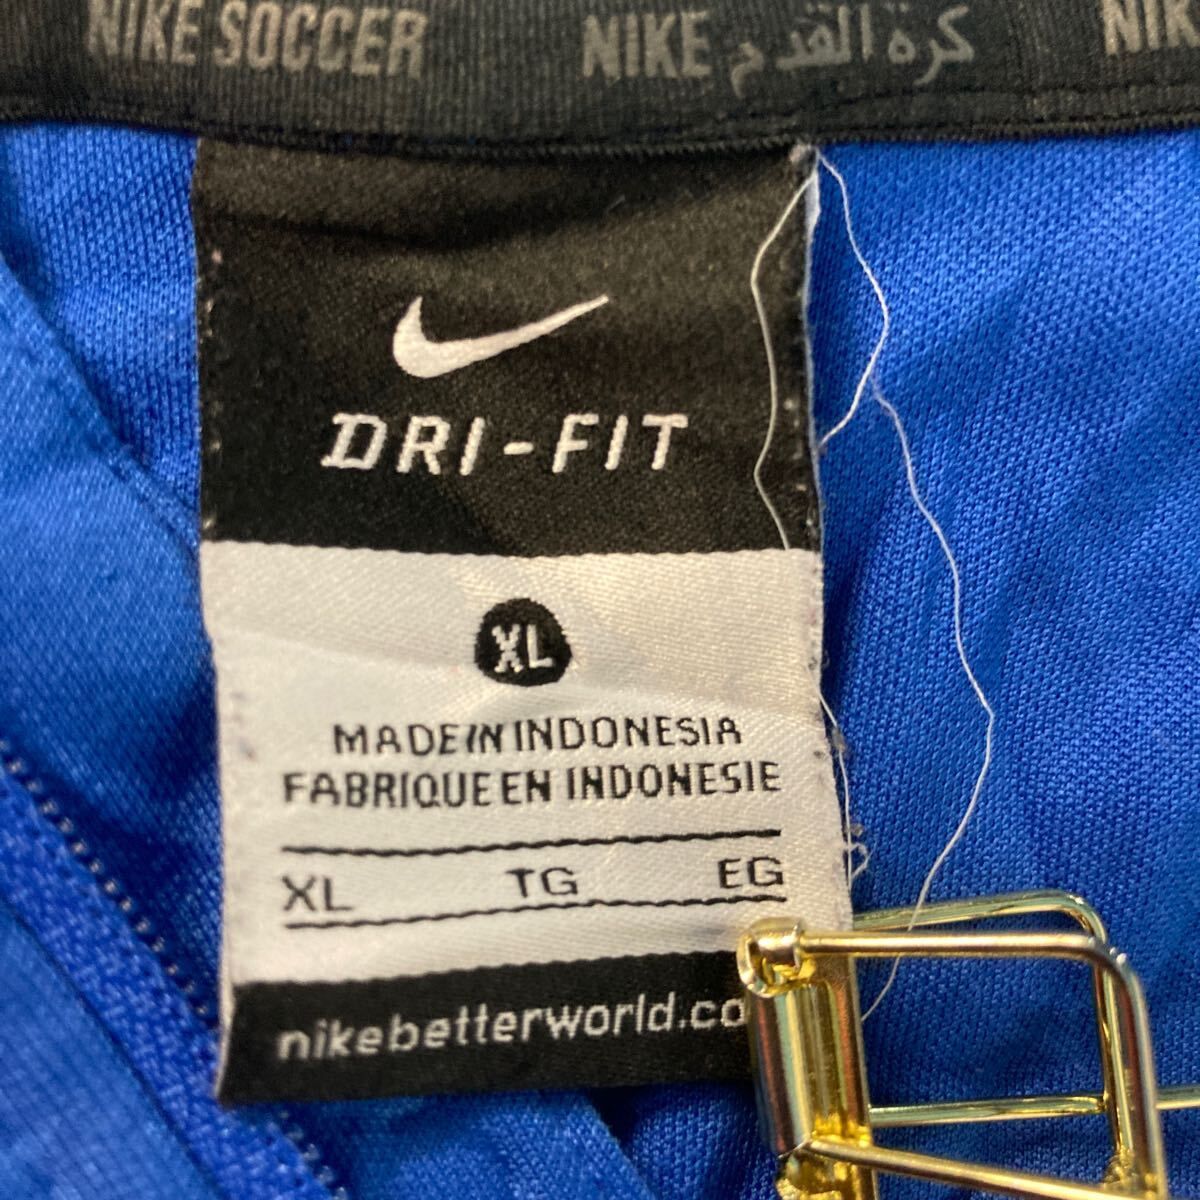 NIKE SOCCER NIKE كرة القدم NIK
DRI-FIT
XL
MADE IN INDONESIA
FABRIQUE EN INDONESIE
XL TG EG
nikebetterworld.co